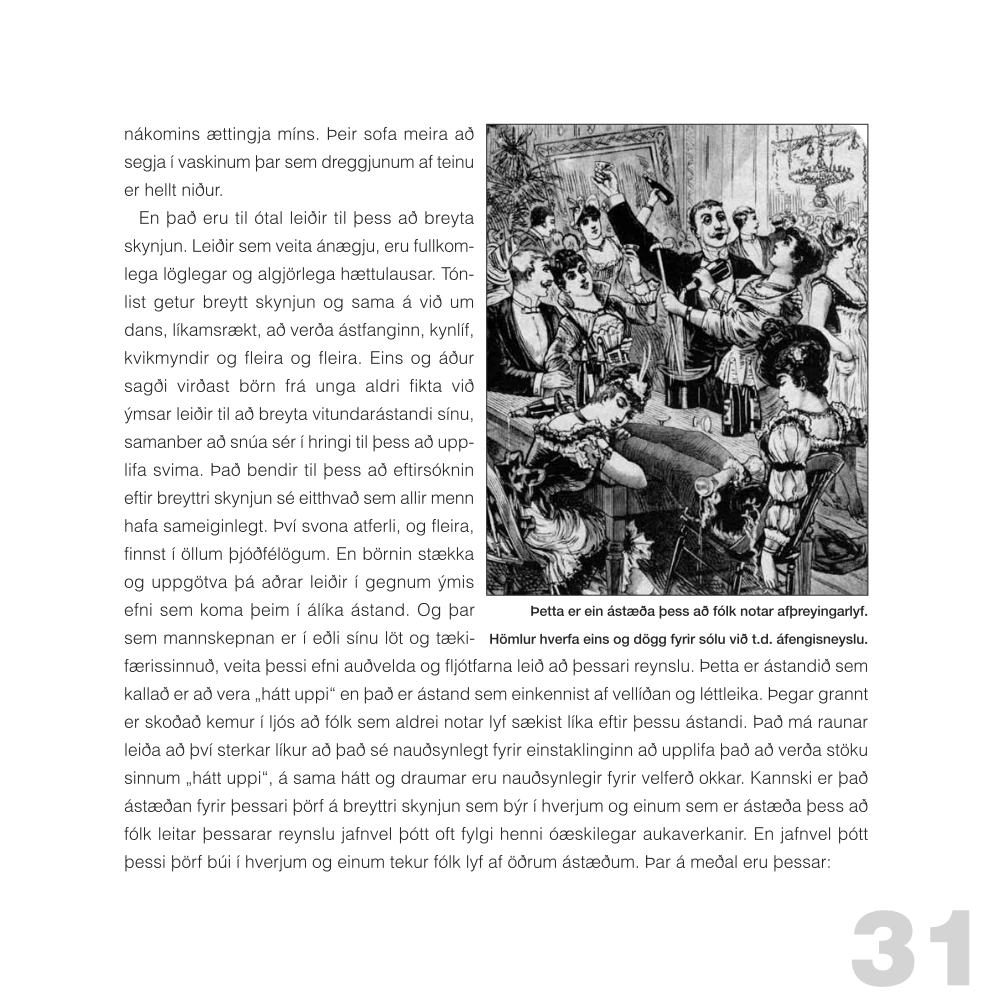 nákomins ættingja míns. Þeir sofa meira að
segja í vaskinum þar sem dreggjunum af teinu
er hellt niður.
En það eru til ótal leiðir til þess að breyta
skynjun. Leiðir sem veita ánægju, eru fullkom-
lega löglegar og algjörlega hættulausar. Tón-
list getur breytt skynjun og sama á við um
dans, líkamsrækt, að verða ástfanginn, kynlíf,
kvikmyndir og fleira og fleira. Eins og áður
sagði virðast börn frá unga aldri fikta við
ýmsar leiðir til að breyta vitundarástandi sínu,
samanber að snúa sér í hringi til þess að upp-
lifa svima. Það bendir til þess að eftirsóknin
eftir breyttri skynjun sé eitthvað sem allir menn
hafa sameiginlegt. Því svona atferli, og fleira,
finnst í öllum þjóðfélögum. En börnin stækka
og uppgötva þá aðrar leiðir í gegnum ýmis
efni sem koma þeim í álíka ástand. Og þar
sem mannskepnan er í eðli sínu löt og tæki-
færissinnuð, veita þessi efni auðvelda og fljótfarna leið að þessari reynslu. Þetta er ástandið sem
kallað er að vera „hátt uppi“ en það er ástand sem einkennist af vellíðan og léttleika. Þegar grannt
er skoðað kemur í ljós að fólk sem aldrei notar lyf sækist líka eftir þessu ástandi. Það má raunar
leiða að því sterkar líkur að það sé nauðsynlegt fyrir einstaklinginn að upplifa það að verða stöku
sinnum „hátt uppi“, á sama hátt og draumar eru nauðsynlegir fyrir velferð okkar. Kannski er það
ástæðan fyrir þessari þörf á breyttri skynjun sem býr í hverjum og einum sem er ástæða þess að
fólk leitar þessarar reynslu jafnvel þótt oft fylgi henni óæskilegar aukaverkanir. En jafnvel þótt
þessi þörf búi í hverjum og einum tekur fólk lyf af öðrum ástæðum. Þar á meðal eru þessar:
Þetta er ein ástæða þess að fólk notar afþreyingarlyf.
Hömlur hverfa eins og dögg fyrir sólu við t.d. áfengisneyslu.
31